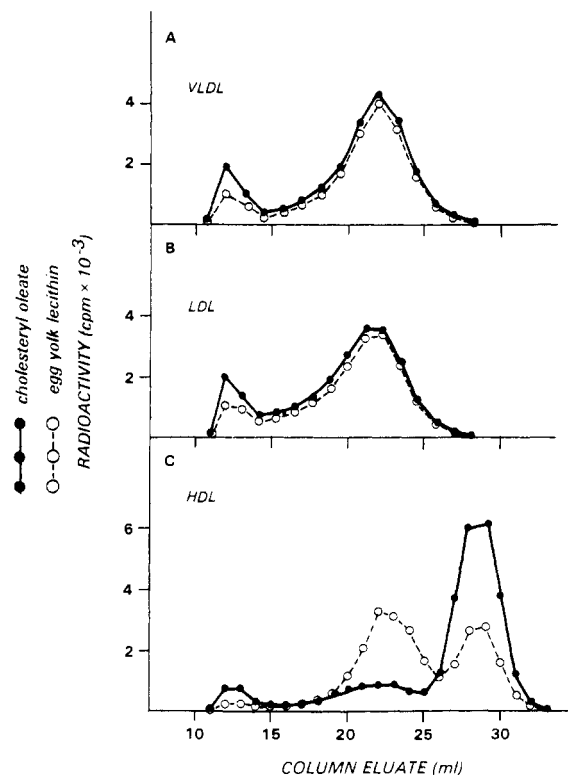 A
VLDL
4
2
B
LDL
4
2
C
HDL
6
4
2
10 15 20 25 30
COLUMN ELUATE (ml)
RADIOACTIVITY (cpm × 10⁻³)
egg yolk lecithin
cholesteryl oleate